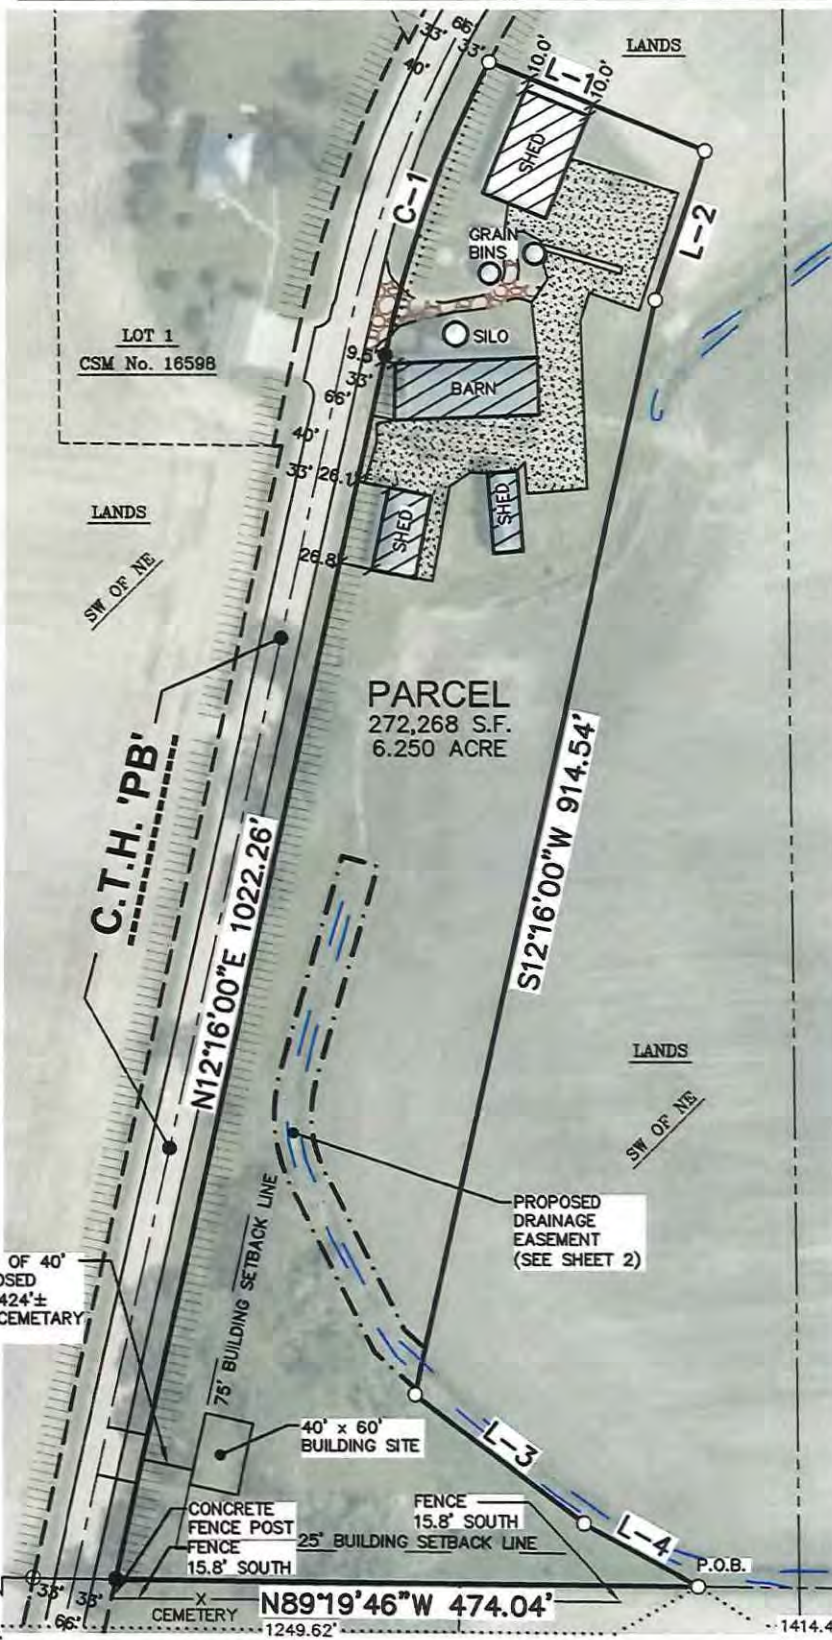 66'
33'
33'
40'
10.0'
L-1
10.0'
LANDS
SHED
C-1
L-2
GRAIN
BINS
LOT 1
CSM No. 16598
SILO
9.5'
33'
66'
BARN
40'
33'
26.1'
LANDS
SHED
SHED
26.8'
SW OF NE
PARCEL
272,268 S.F.
6.250 ACRE
C.T.H. 'PB'
S12°16'00"W 914.54'
N12°16'00"E 1022.26'
LANDS
SW OF NE
PROPOSED
DRAINAGE
EASEMENT
(SEE SHEET 2)
75' BUILDING SETBACK LINE
OF 40'
OSED
424'±
CEMETARY
40' x 60'
BUILDING SITE
L-3
CONCRETE
FENCE POST
FENCE
15.8' SOUTH
25' BUILDING SETBACK LINE
L-4
FENCE
15.8' SOUTH
P.O.B.
33'
33'
66'
X
CEMETERY
N89°19'46"W 474.04'
1249.62'
1414.4